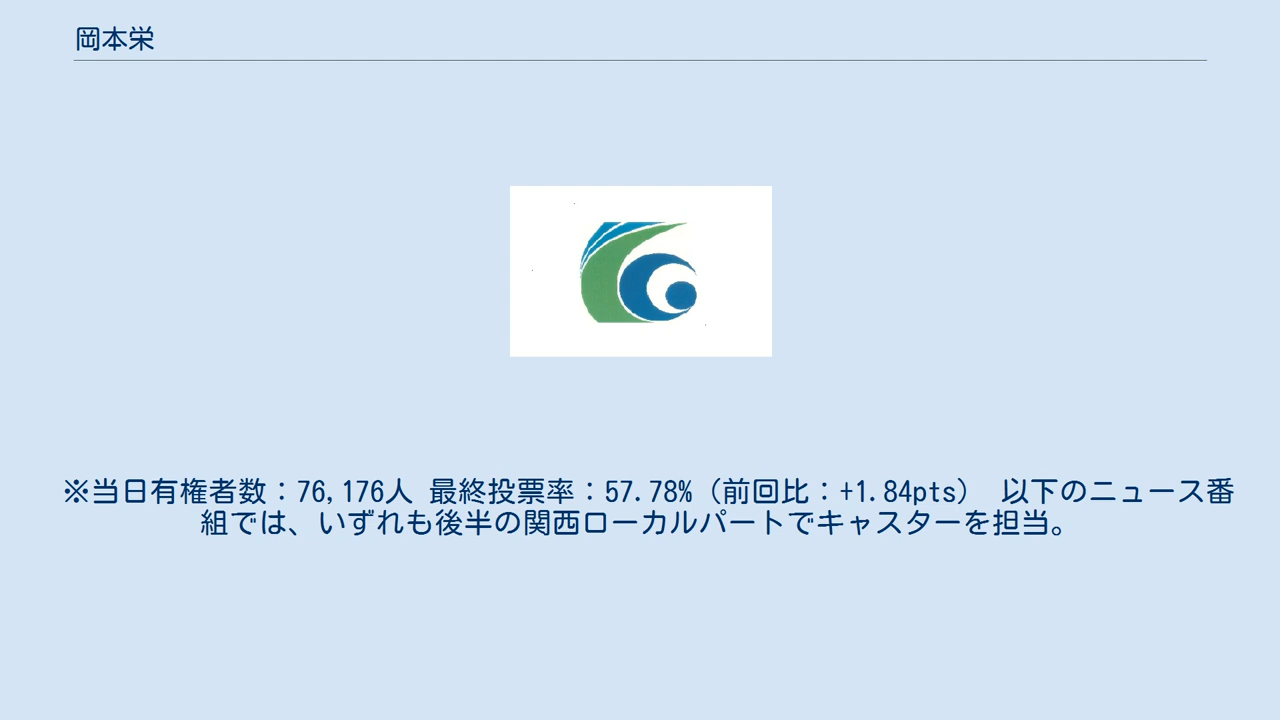 岡本栄
※当日有権者数：76,176人 最終投票率：57.78%（前回比：+1.84pts） 以下のニュース番
組では、いずれも後半の関西ローカルパートでキャスターを担当。